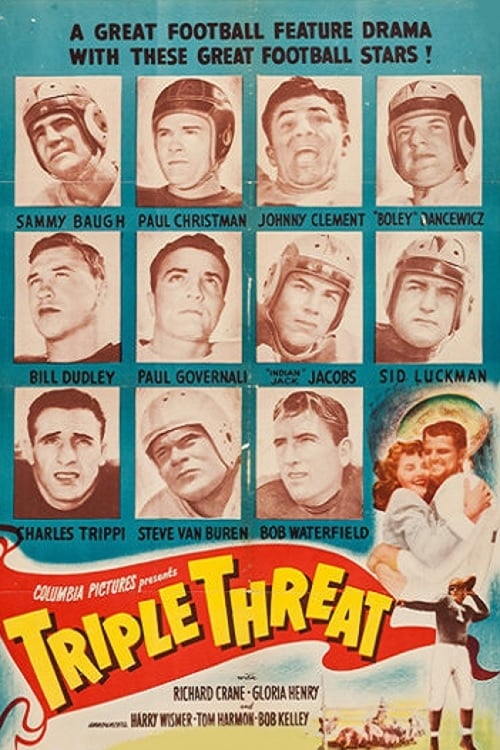 A GREAT FOOTBALL FEATURE DRAMA
WITH THESE GREAT FOOTBALL STARS!
SAMMY BAUGH PAUL CHRISTMAN JOHNNY CLEMENT "BOLEY" DANCEWICZ
BILL DUDLEY PAUL GOVERNALI "INDIAN" JACK JACOBS SID LUCKMAN
CHARLES TRIPPI STEVE VAN BUREN BOB WATERFIELD
COLUMBIA PICTURES presents
TRIPLE THREAT
with
RICHARD CRANE - GLORIA HENRY
and
HARRY WISMER - TOM HARMON - BOB KELLEY